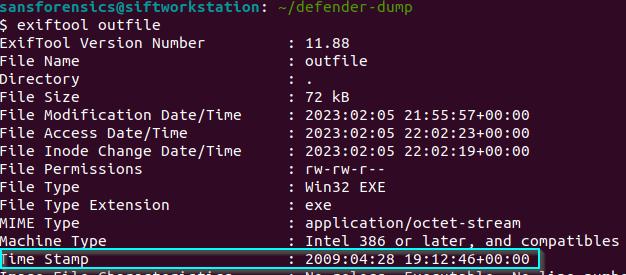 sansforensics@siftworkstation: ~/defender-dump
$ exiftool outfile
ExifTool Version Number : 11.88
File Name : outfile
Directory : .
File Size : 72 kB
File Modification Date/Time : 2023:02:05 21:55:57+00:00
File Access Date/Time : 2023:02:05 22:02:23+00:00
File Inode Change Date/Time : 2023:02:05 22:02:19+00:00
File Permissions : rw-rw-r--
File Type : Win32 EXE
File Type Extension : exe
MIME Type : application/octet-stream
Machine Type : Intel 386 or later, and compatibles
Time Stamp : 2009:04:28 19:12:46+00:00